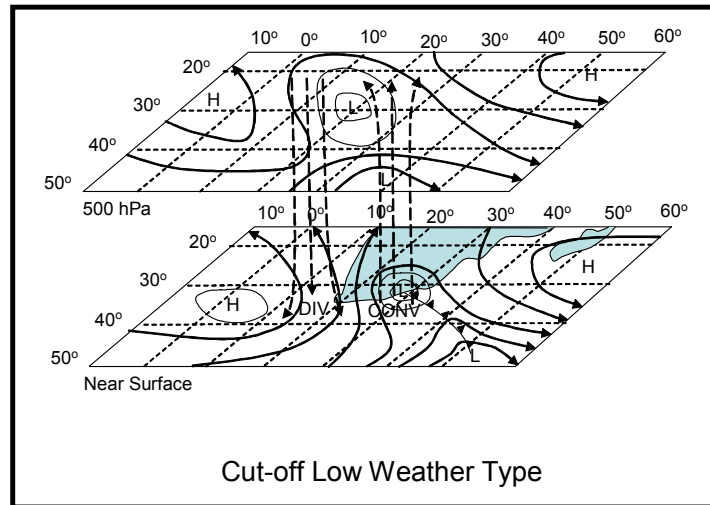 10º 0º 10º 20º 30º 40º 50º 60º
20º
H L H
30º
40º
50º L
500 hPa
10º 0º 10º 20º 30º 40º 50º 60º
20º
30º H
H L
DIV CONV
40º
L
50º
Near Surface
Cut-off Low Weather Type